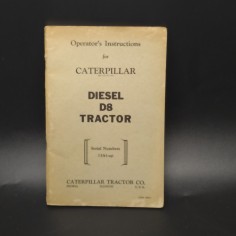 Operator's Instructions
for
CATERPILLAR
DIESEL
D8
TRACTOR
Serial Numbers
CATERPILLAR TRACTOR CO.
U.S.A.